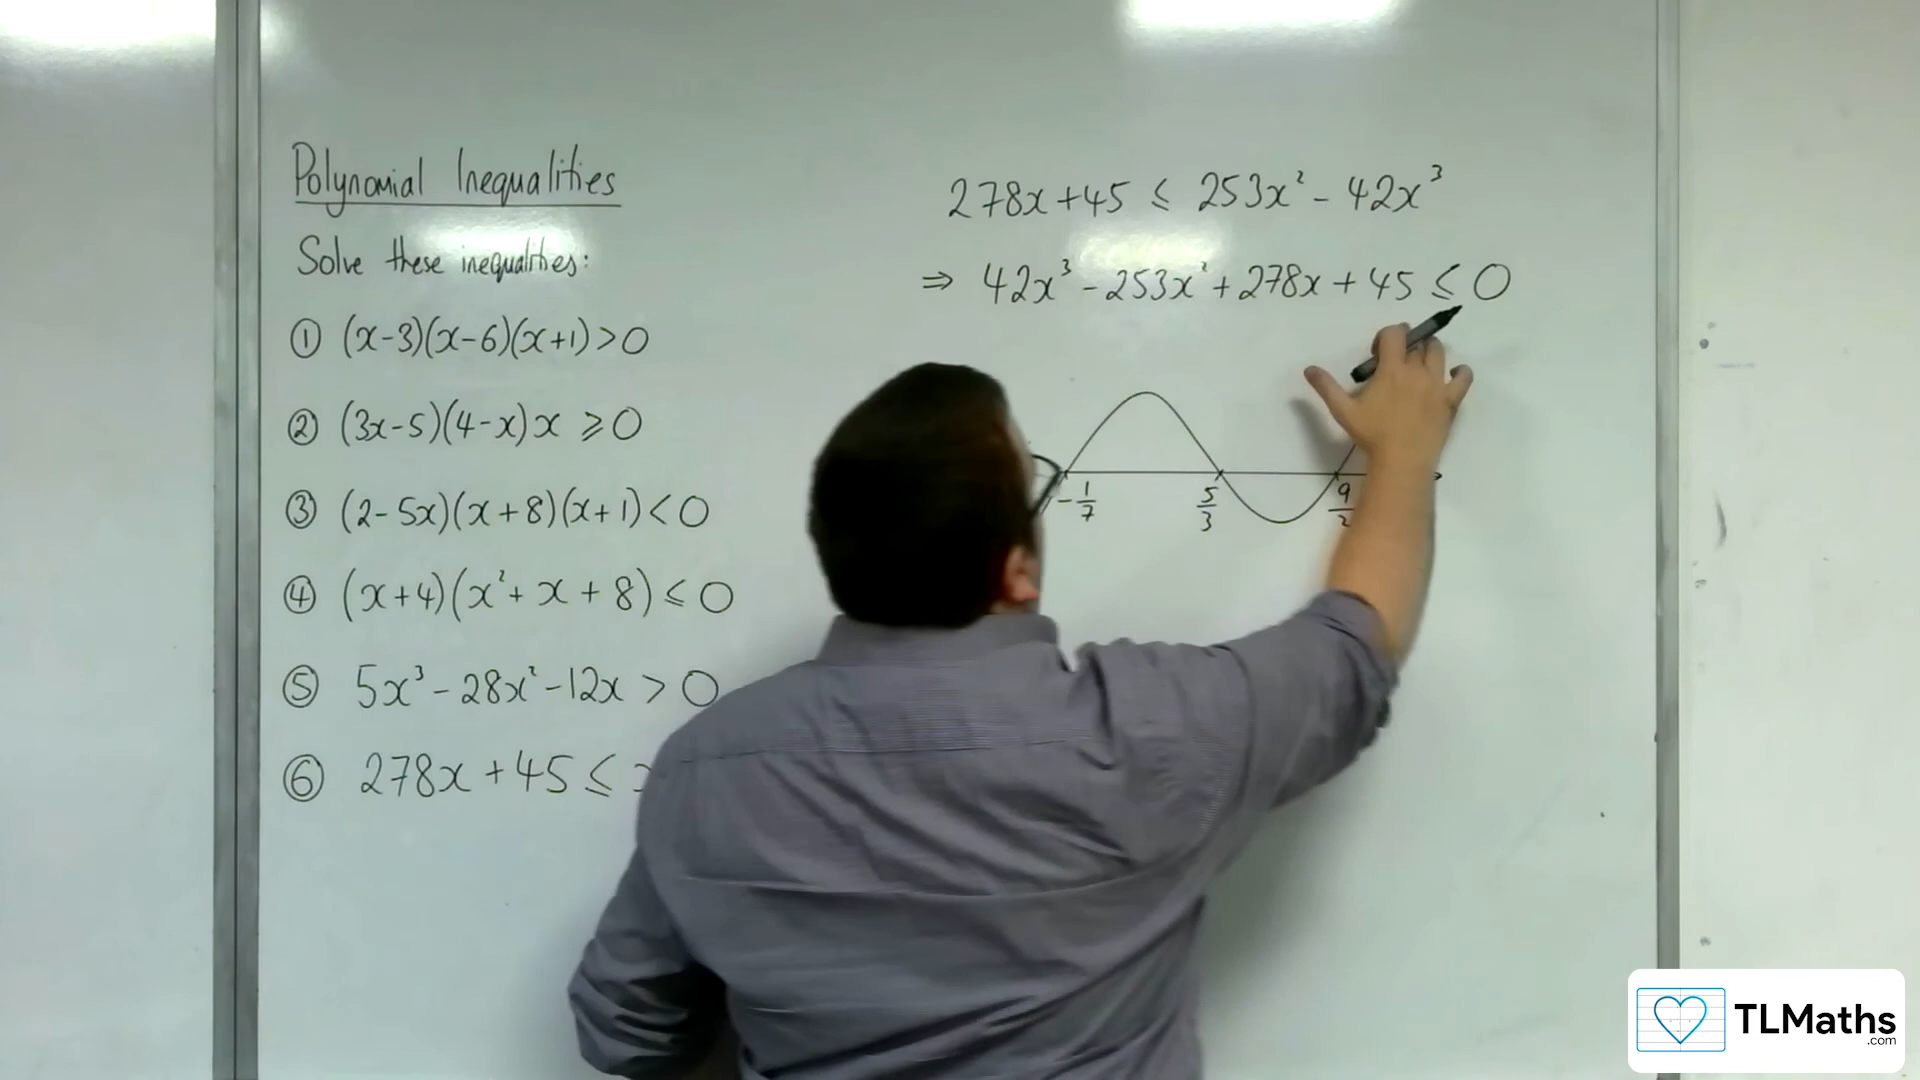 Polynomial Inequalities
Solve these inequalities:
① (x-3)(x-6)(x+1)>0
② (3x-5)(4-x)x ≥ 0
③ (2-5x)(x+8)(x+1)<0
④ (x+4)(x²+x+8) ≤ 0
⑤ 5x³-28x²-12x > 0
⑥ 278x+45 ≤
278x+45 ≤ 253x²-42x³
⇒ 42x³-253x²+278x+45 ≤ 0
-1/7 5/3 9/2
TLMaths
.com